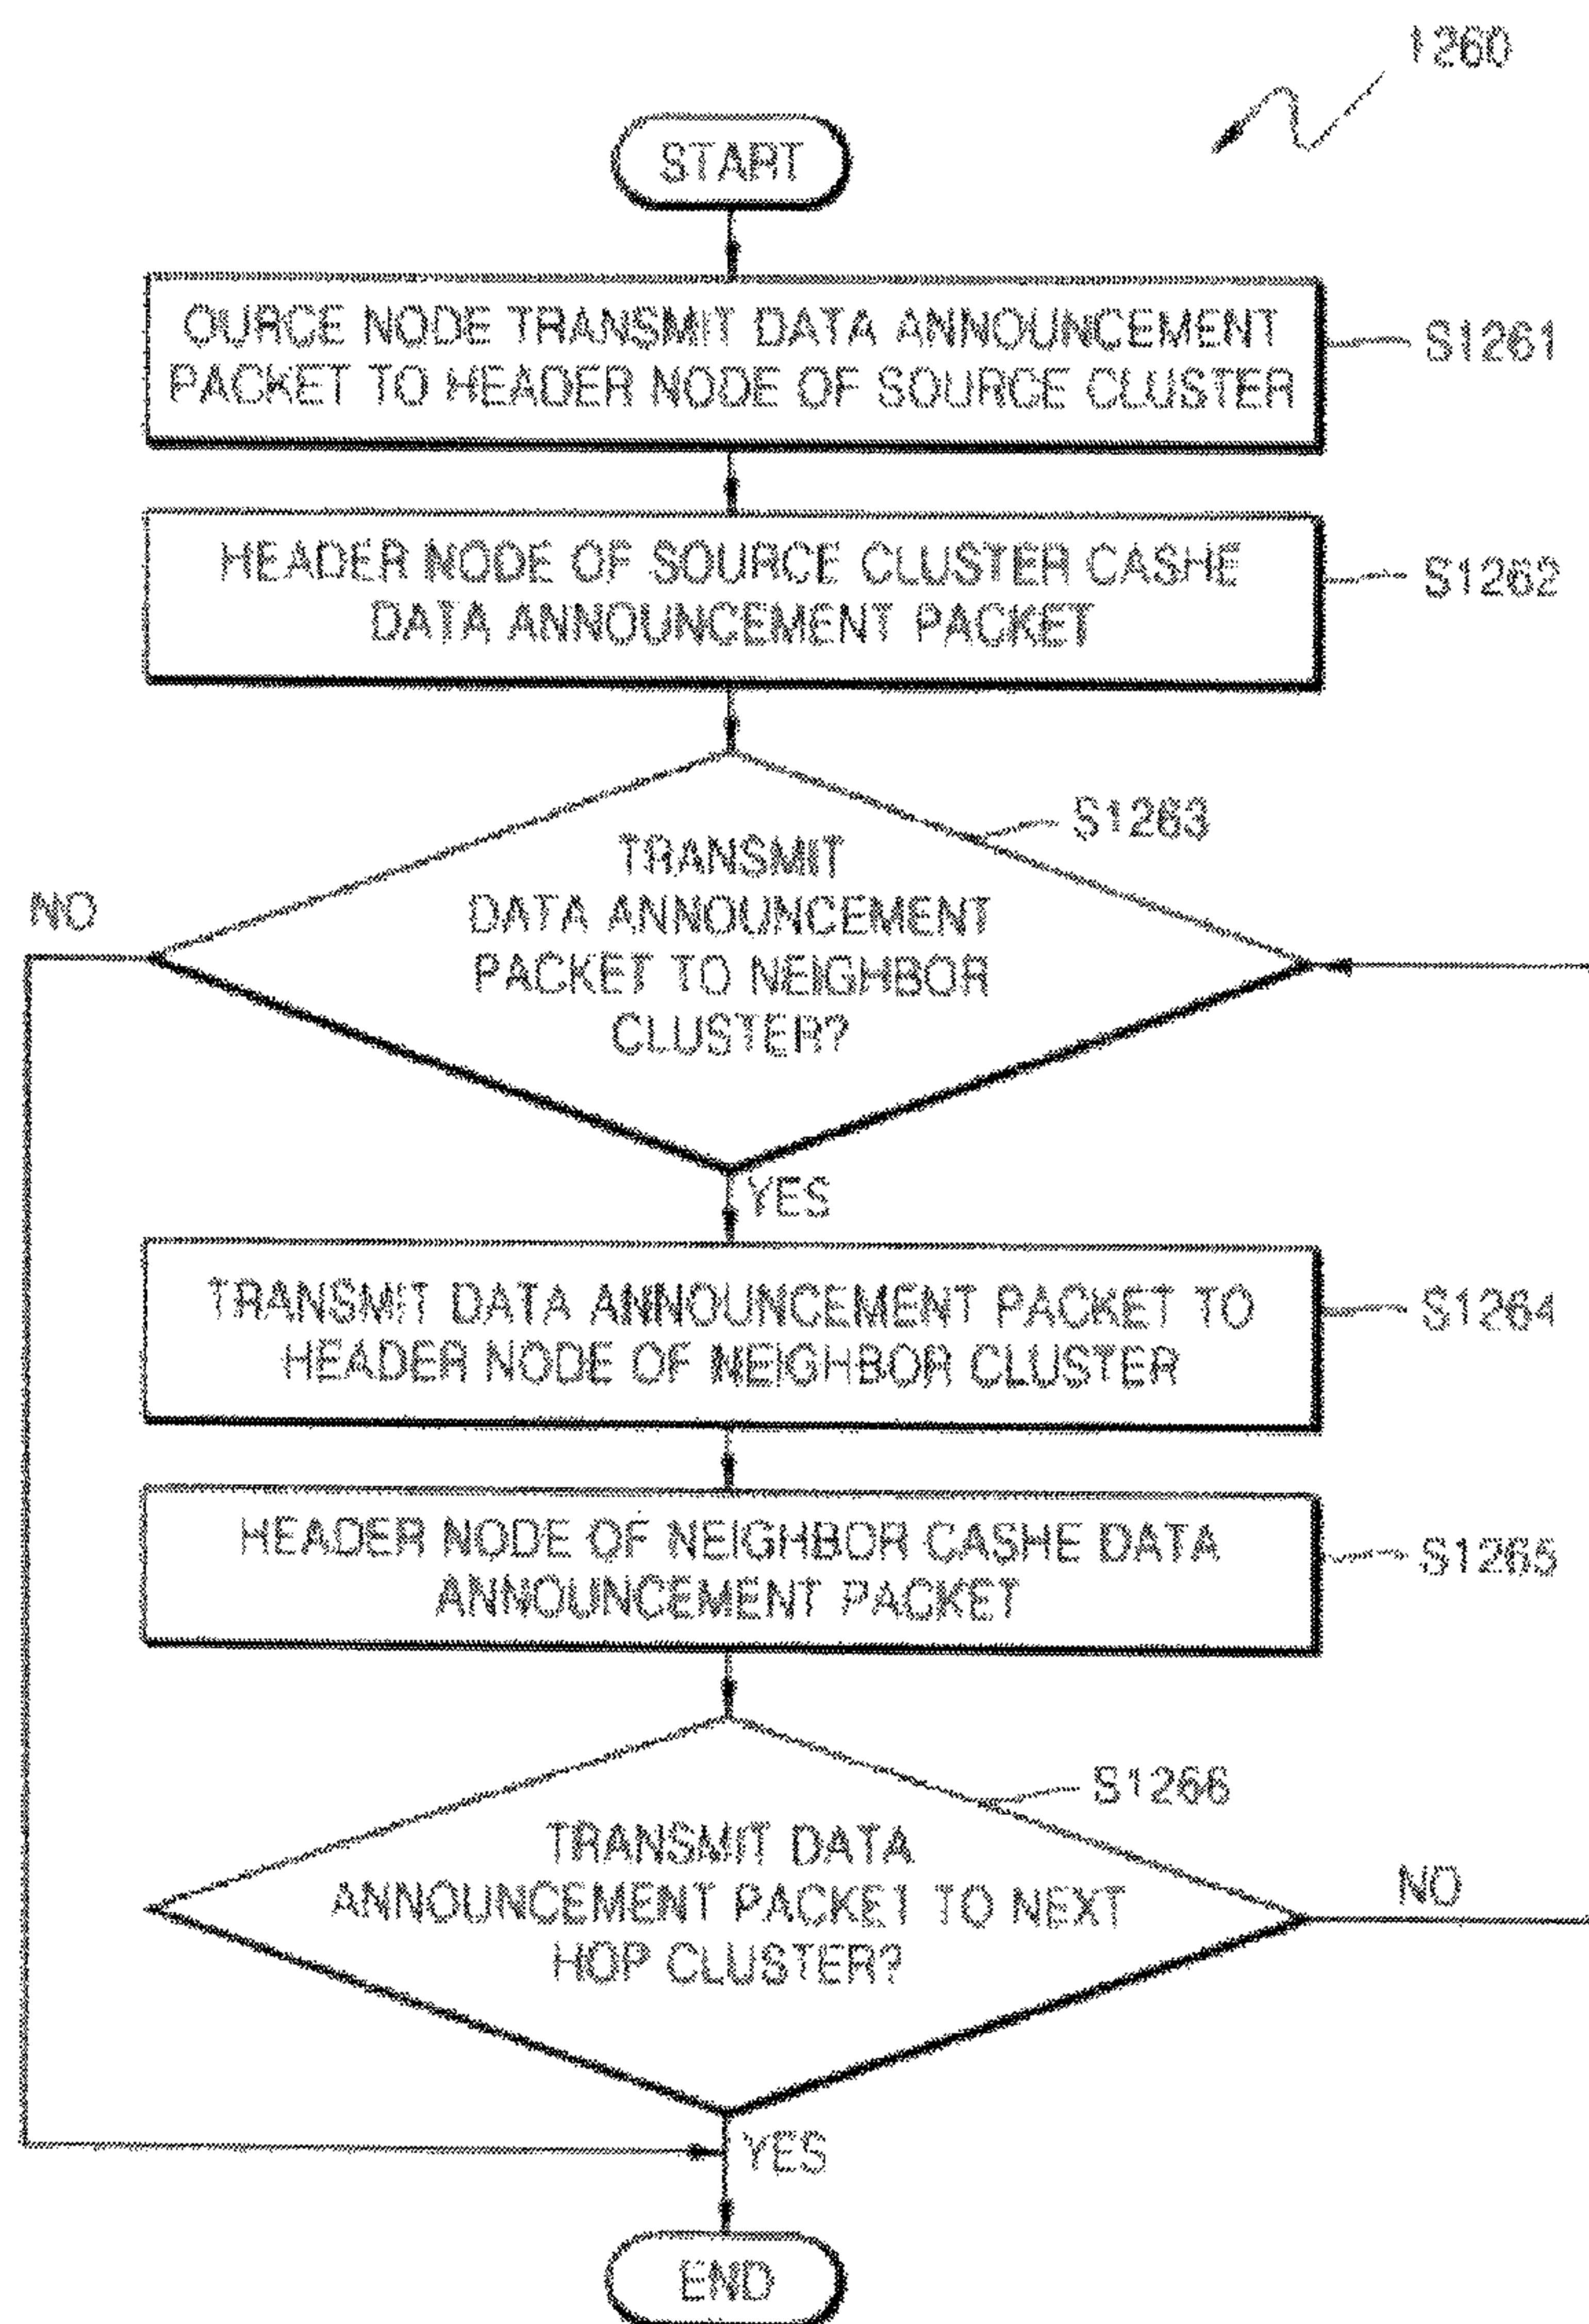 1260
START
OURCE NODE TRANSMIT DATA ANNOUNCEMENT
PACKET TO HEADER NODE OF SOURCE CLUSTER
S1261
HEADER NODE OF SOURCE CLUSTER CASHE
DATA ANNOUNCEMENT PACKET
S1262
S1263
TRANSMIT
DATA ANNOUNCEMENT
PACKET TO NEIGHBOR
CLUSTER?
NO
YES
TRANSMIT DATA ANNOUNCEMENT PACKET TO
HEADER NODE OF NEIGHBOR CLUSTER
S1264
HEADER NODE OF NEIGHBOR CASHE DATA
ANNOUNCEMENT PACKET
S1265
S1266
TRANSMIT DATA
ANNOUNCEMENT PACKET TO NEXT
HOP CLUSTER?
NO
YES
END